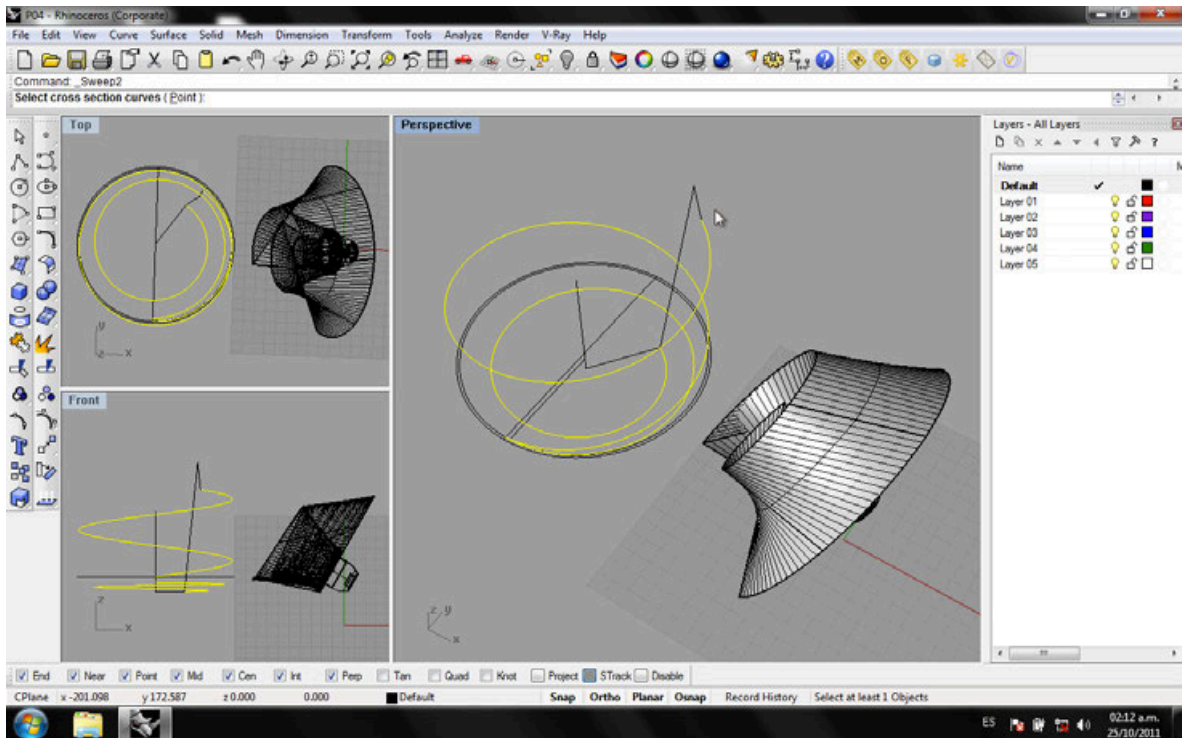 P04 - Rhinoceros (Corporate)
File Edit View Curve Surface Solid Mesh Dimension Transform Tools Analyze Render V-Ray Help
Command: _Sweep2
Select cross section curves ( Point ):
Top
Perspective
Layers - All Layers
Name
Default
Layer 01
Layer 02
Layer 03
Layer 04
Layer 05
y
z x
Front
z
x
z y
x
End Near Point Mid Cen Int Perp Tan Quad Knot Project STrack Disable
CPlane x -201.098 y 172.587 z 0.000 0.000 Default Snap Ortho Planar Osnap Record History Select at least 1 Objects
ES 02:12 a.m.
25/10/2011